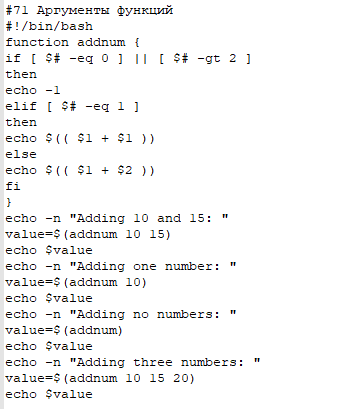 #71 Аргументы функций
#!/bin/bash
function addnum {
if [ $# -eq 0 ] || [ $# -gt 2 ]
then
echo -1
elif [ $# -eq 1 ]
then
echo $(( $1 + $1 ))
else
echo $(( $1 + $2 ))
fi
}
echo -n "Adding 10 and 15: "
value=$(addnum 10 15)
echo $value
echo -n "Adding one number: "
value=$(addnum 10)
echo $value
echo -n "Adding no numbers: "
value=$(addnum)
echo $value
echo -n "Adding three numbers: "
value=$(addnum 10 15 20)
echo $value